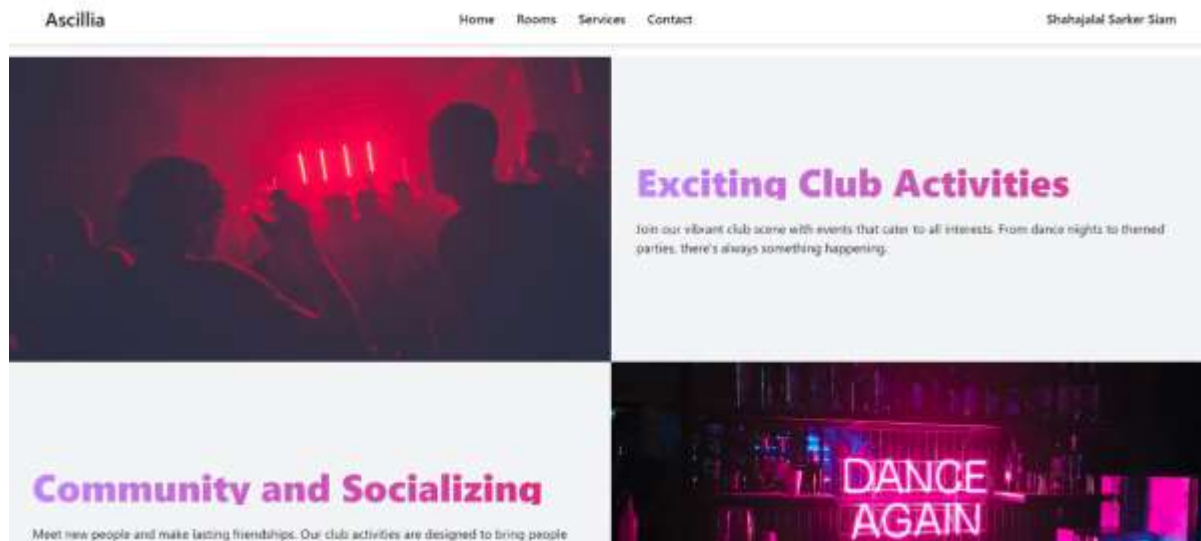 Ascillia
Home Rooms Services Contact
Shahajalal Sarker Siam
Exciting Club Activities
Join our vibrant club scene with events that cater to all interests. From dance nights to themed
parties, there's always something happening.
Community and Socializing
Meet new people and make lasting friendships. Our club activities are designed to bring people
DANCE
AGAIN